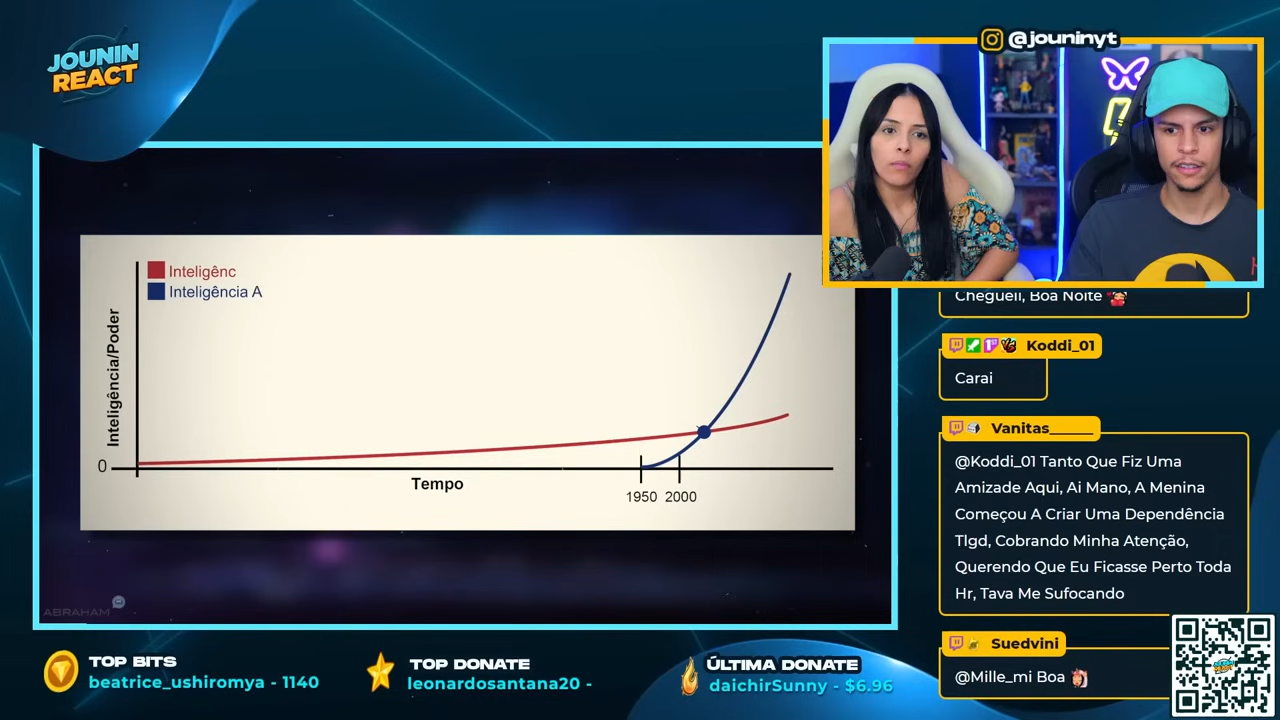 JOUNIN
REACT
@jouninyt
Inteligênc
Inteligência A
Inteligência/Poder
0
Tempo
1950 2000
ABRAHAM
Chegueii, Boa Noite
Koddi_01
Carai
Vanitas______
@Koddi_01 Tanto Que Fiz Uma
Amizade Aqui, Ai Mano, A Menina
Começou A Criar Uma Dependência
Tlgd, Cobrando Minha Atenção,
Querendo Que Eu Ficasse Perto Toda
Hr, Tava Me Sufocando
Suedvini
@Mille_mi Boa
TOP BITS
beatrice_ushiromya - 1140
TOP DONATE
leonardosantana20 -
ÚLTIMA DONATE
daichirSunny - $6.96